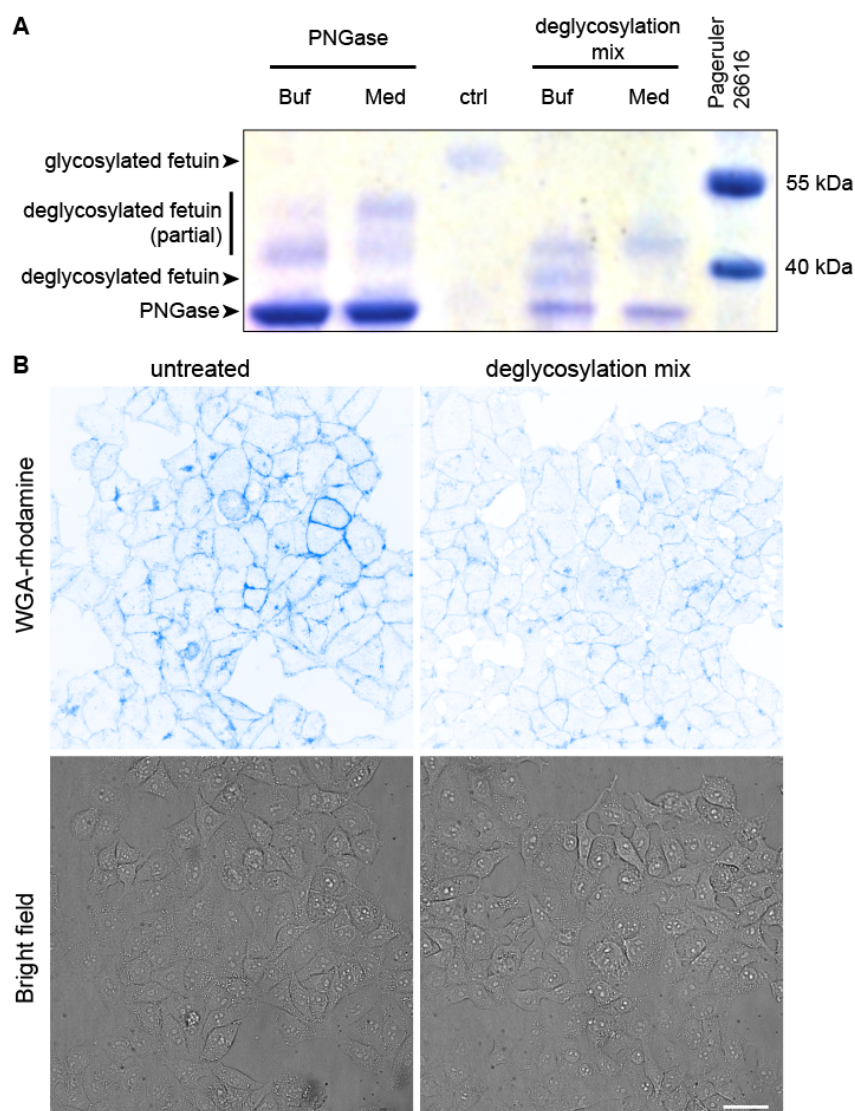 A
PNGase
deglycosylation
mix
Pageruler
26616
Buf
Med
ctrl
Buf
Med
glycosylated fetuin
55 kDa
deglycosylated fetuin
(partial)
40 kDa
deglycosylated fetuin
PNGase
B
untreated
deglycosylation mix
WGA-rhodamine
Bright field